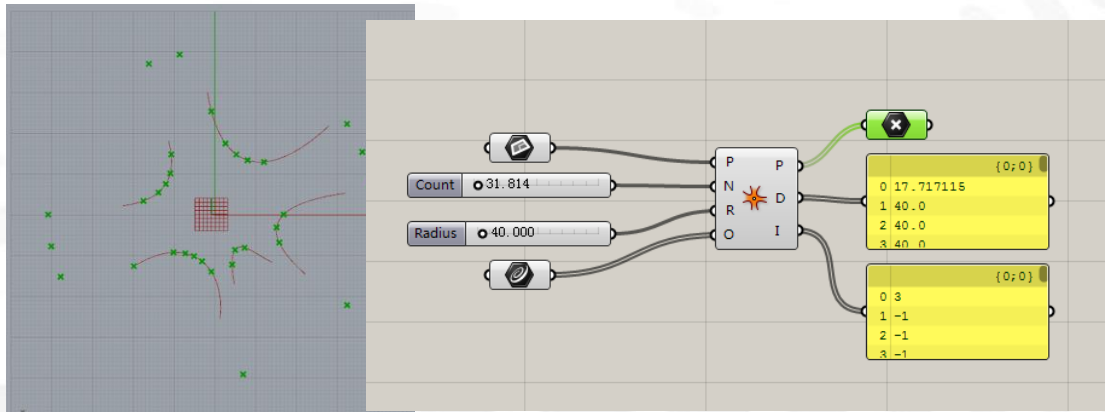 P
N
R
O
P
D
I
Count
31.814
Radius
40.000
{0;0}
0 17.717115
1 40.0
2 40.0
3 40.0
{0;0}
0 3
1 -1
2 -1
3 -1